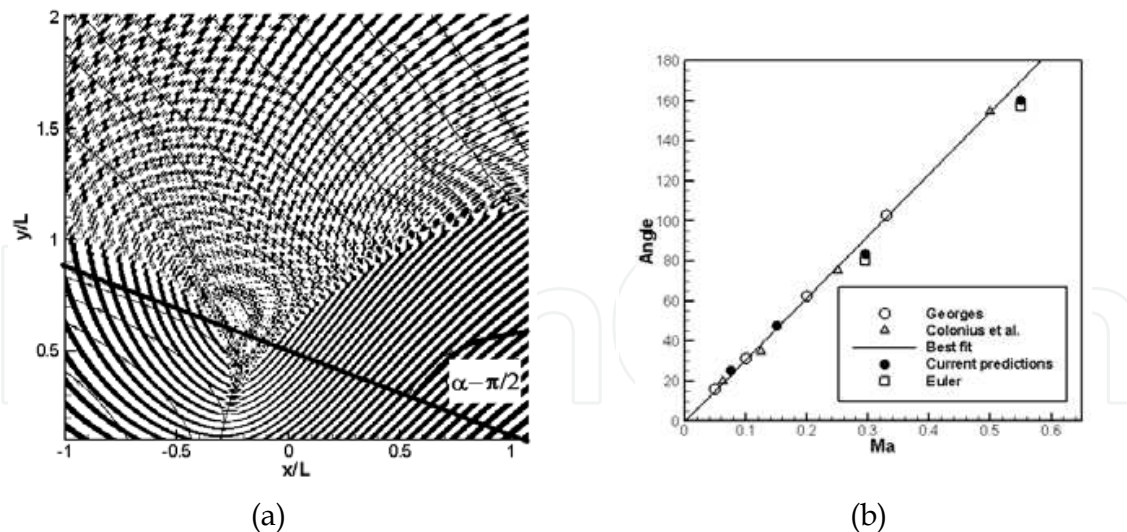 2
1.5
1
0.5
y/L
-1
-0.5
0
0.5
1
x/L
α−π/2
(a)
180
160
140
120
100
80
60
40
20
0
Angle
0
0.1
0.2
0.3
0.4
0.5
0.6
Ma
Georges
Colonius et al.
Best fit
Current predictions
Euler
(b)